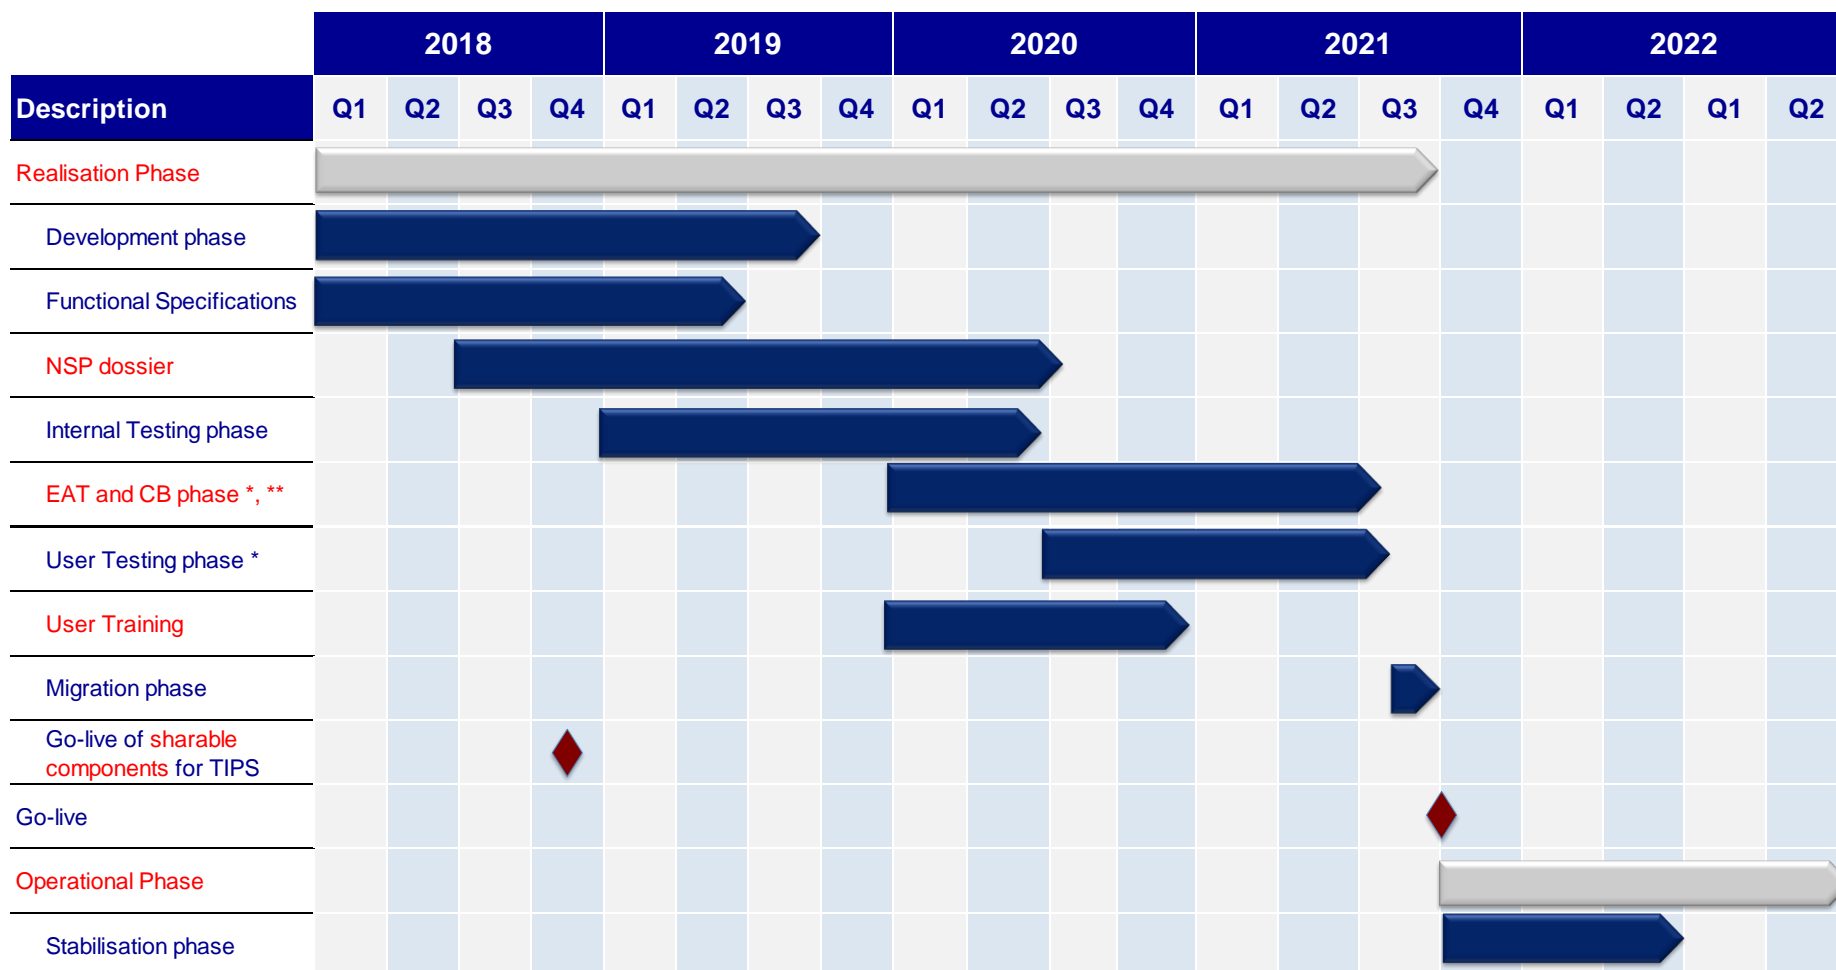 2018 2019 2020 2021 2022
Description Q1 Q2 Q3 Q4 Q1 Q2 Q3 Q4 Q1 Q2 Q3 Q4 Q1 Q2 Q3 Q4 Q1 Q2 Q1 Q2
Realisation Phase
Development phase
Functional Specifications
NSP dossier
Internal Testing phase
EAT and CB phase *, **
User Testing phase *
User Training
Migration phase
Go-live of sharable
components for TIPS
Go-live
Operational Phase
Stabilisation phase